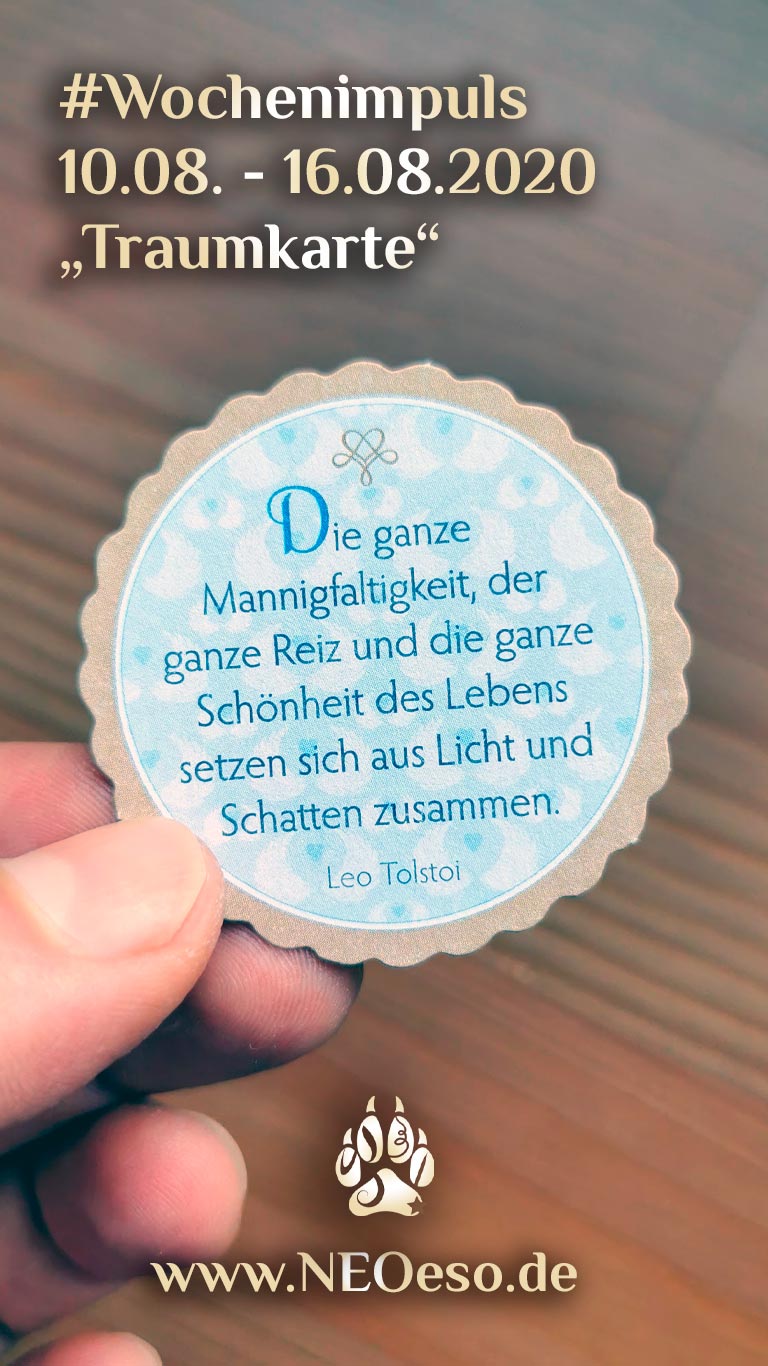 #Wochenimpuls
10.08. - 16.08.2020
„Traumkarte“
Die ganze
Mannigfaltigkeit, der
ganze Reiz und die ganze
Schönheit des Lebens
setzen sich aus Licht und
Schatten zusammen.
Leo Tolstoi
www.NEOeso.de